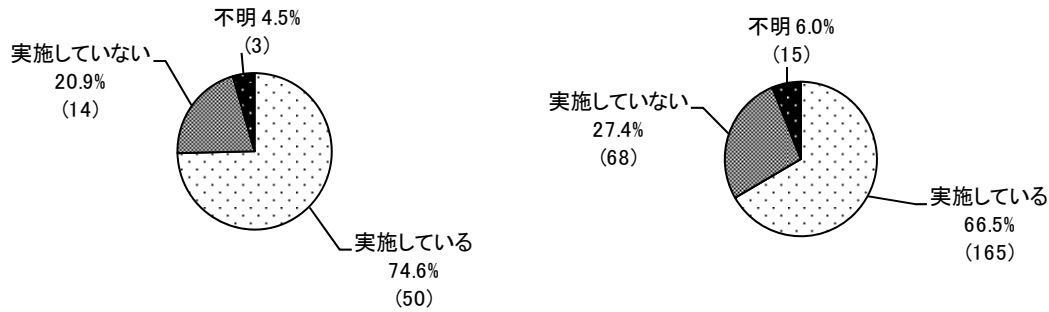 不明 4.5%
(3)
実施していない
20.9%
(14)
実施している
74.6%
(50)
不明 6.0%
(15)
実施していない
27.4%
(68)
実施している
66.5%
(165)